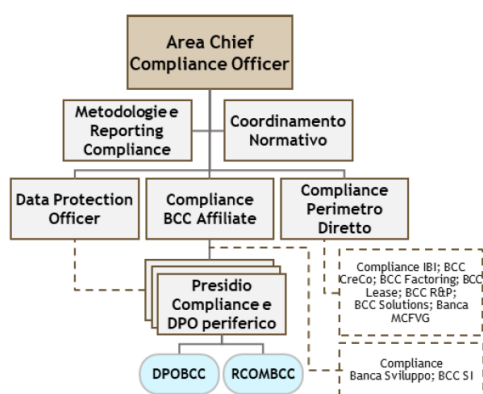 Area Chief
Compliance Officer
Metodologie e
Reporting
Compliance
Coordinamento
Normativo
Data Protection
Officer
Compliance
BCC Affiliate
Compliance
Perimetro
Diretto
Compliance IBI; BCC
CreCo; BCC Factoring; BCC
Lease; BCC R&P;
BCC Solutions; Banca
MCFVG
Presidio
Compliance e
DPO periferico
DPOBCC
RCOMBCC
Compliance
Banca Sviluppo; BCC SI